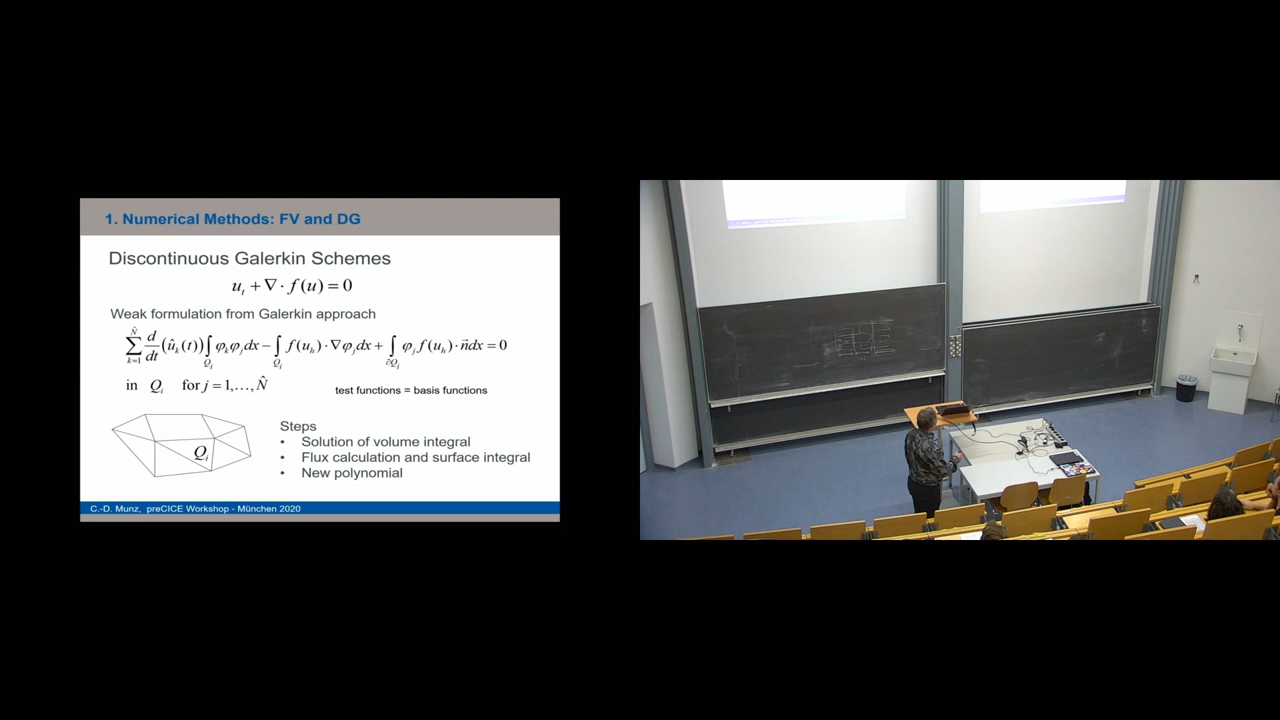 1. Numerical Methods: FV and DG
Discontinuous Galerkin Schemes
u_t + ∇ · f(u) = 0
Weak formulation from Galerkin approach
∑_{k=1}^{N̂} d/dt (û_k(t)) ∫_{Q_i} φ_k φ_j dx − ∫_{Q_i} f(u_h) · ∇φ_j dx + ∫_{∂Q_i} φ_j f(u_h) · n⃗ dx = 0
in Q_i for j = 1,…,N̂
test functions = basis functions
Q_i
Steps
• Solution of volume integral
• Flux calculation and surface integral
• New polynomial
C.-D. Munz, preCICE Workshop - München 2020